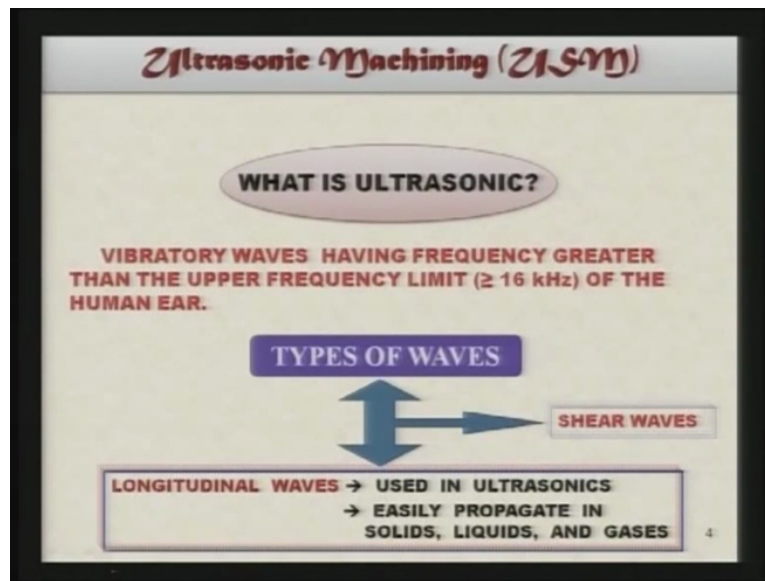 Ultrasonic Machining (USM)
WHAT IS ULTRASONIC?
VIBRATORY WAVES HAVING FREQUENCY GREATER
THAN THE UPPER FREQUENCY LIMIT (≥ 16 kHz) OF THE
HUMAN EAR.
TYPES OF WAVES
SHEAR WAVES
LONGITUDINAL WAVES → USED IN ULTRASONICS
→ EASILY PROPAGATE IN
SOLIDS, LIQUIDS, AND GASES
4